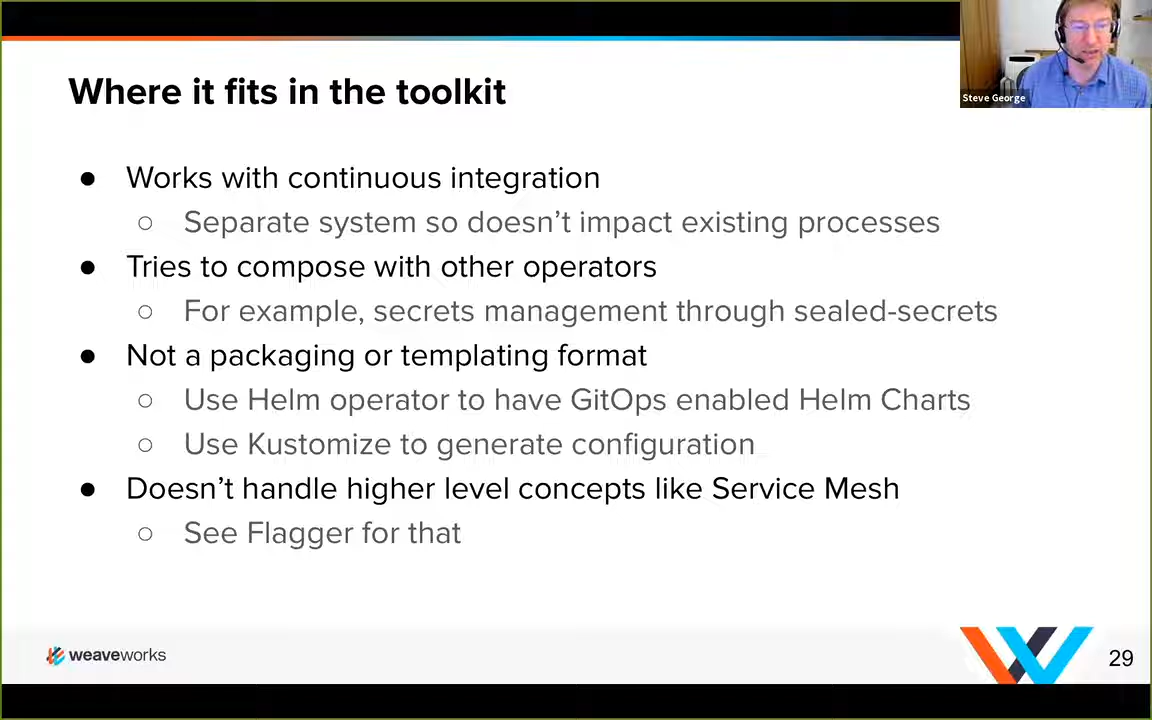 Steve George
Where it fits in the toolkit
● Works with continuous integration
○ Separate system so doesn't impact existing processes
● Tries to compose with other operators
○ For example, secrets management through sealed-secrets
● Not a packaging or templating format
○ Use Helm operator to have GitOps enabled Helm Charts
○ Use Kustomize to generate configuration
● Doesn't handle higher level concepts like Service Mesh
○ See Flagger for that
weaveworks
29